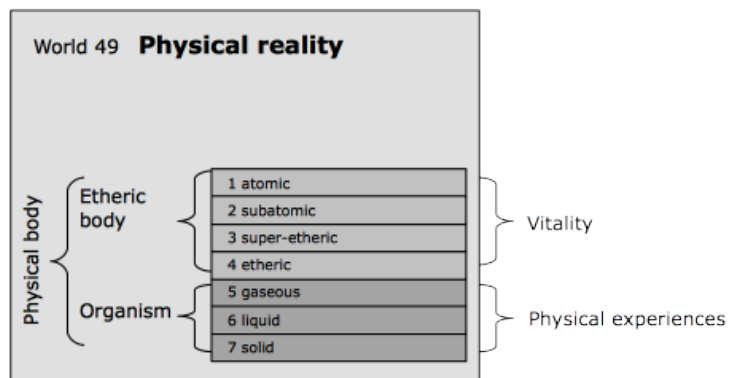 World 49 Physical reality
Physical body
Etheric
body
Organism
1 atomic
2 subatomic
3 super-etheric
4 etheric
5 gaseous
6 liquid
7 solid
Vitality
Physical experiences